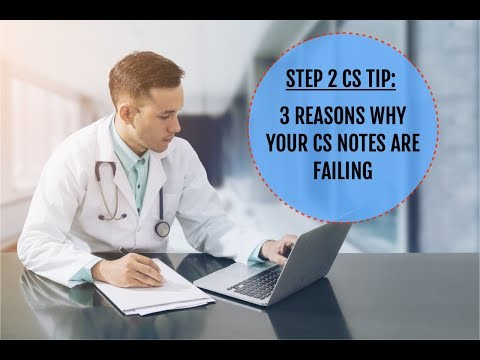 STEP 2 CS TIP:
3 REASONS WHY
YOUR CS NOTES ARE
FAILING